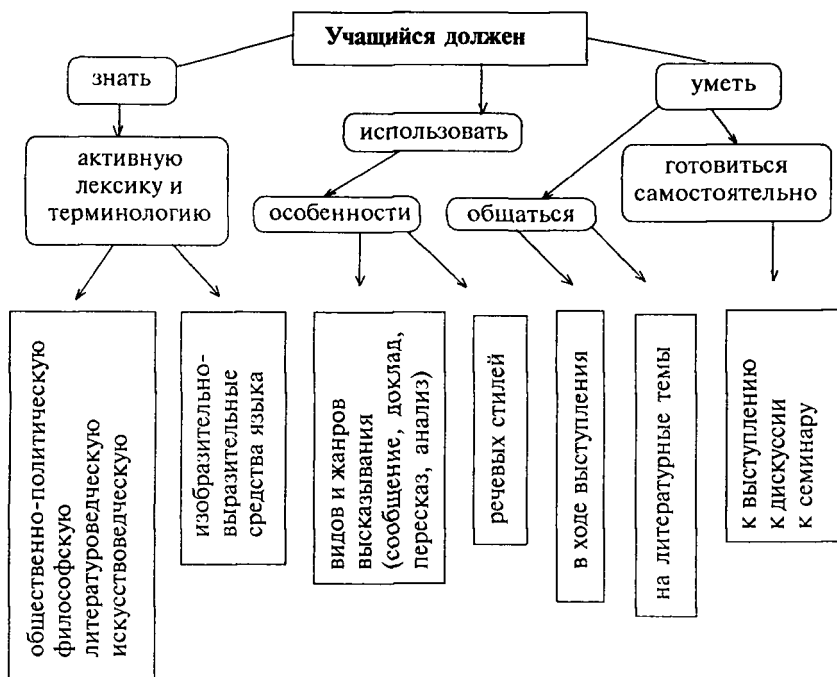 Учащийся должен
знать
уметь
использовать
активную
лексику и
терминологию
готовиться
самостоятельно
особенности
общаться
общественно-политическую
философскую
литературоведческую
искусствоведческую
изобразительно-
выразительные
средства языка
видов и жанров
высказывания
(сообщение, доклад,
пересказ, анализ)
речевых стилей
в ходе выступления
на литературные темы
к выступлению
к дискуссии
к семинару